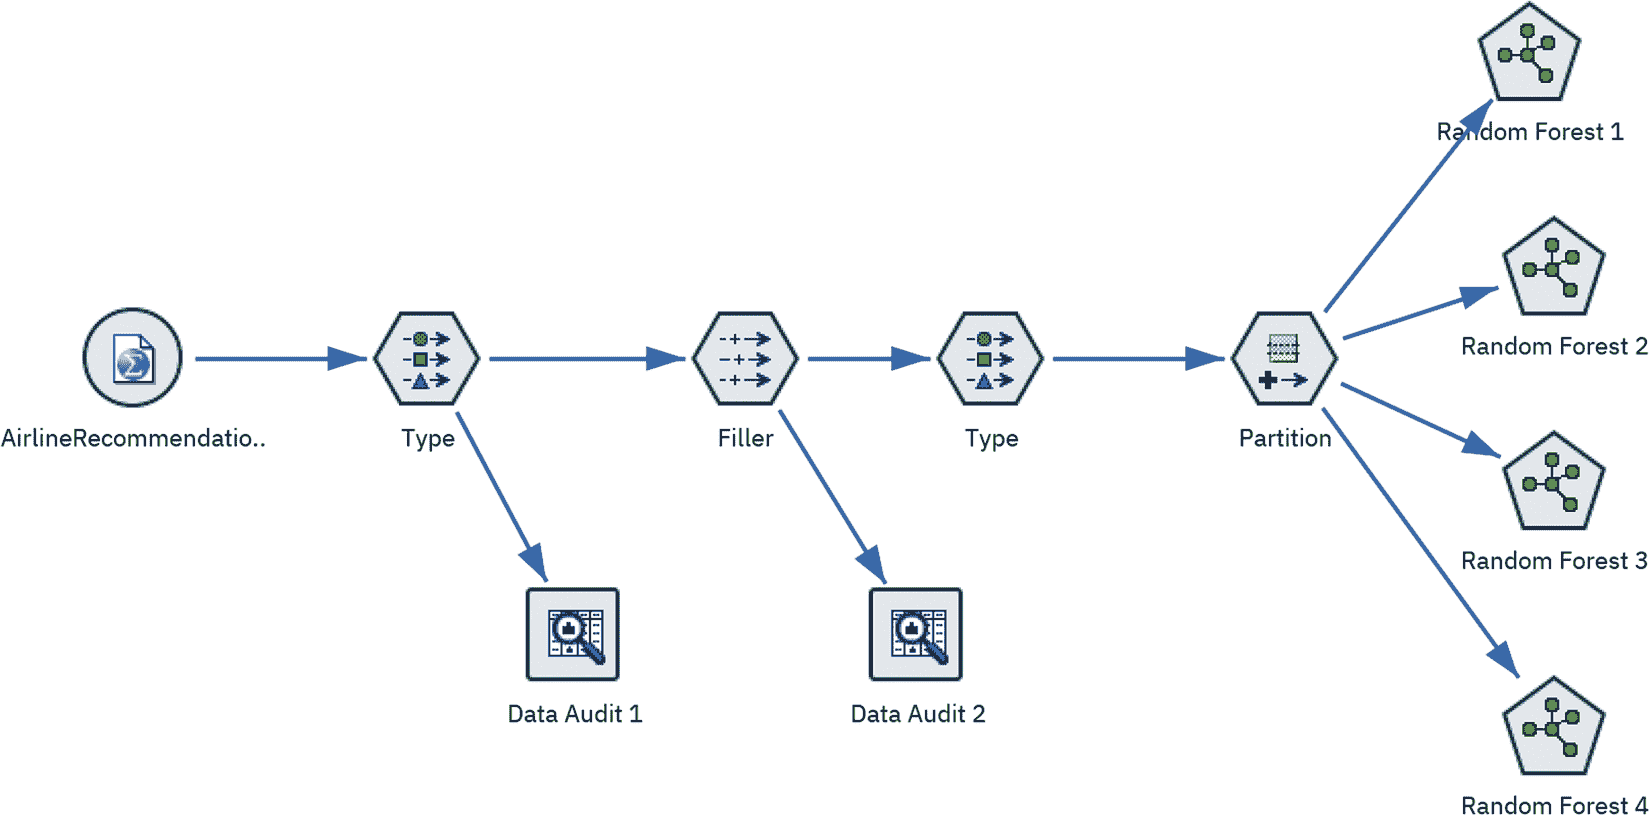 Random Forest 1
Random Forest 2
AirlineRecommendatio..
Type
Filler
Type
Partition
Random Forest 3
Data Audit 1
Data Audit 2
Random Forest 4